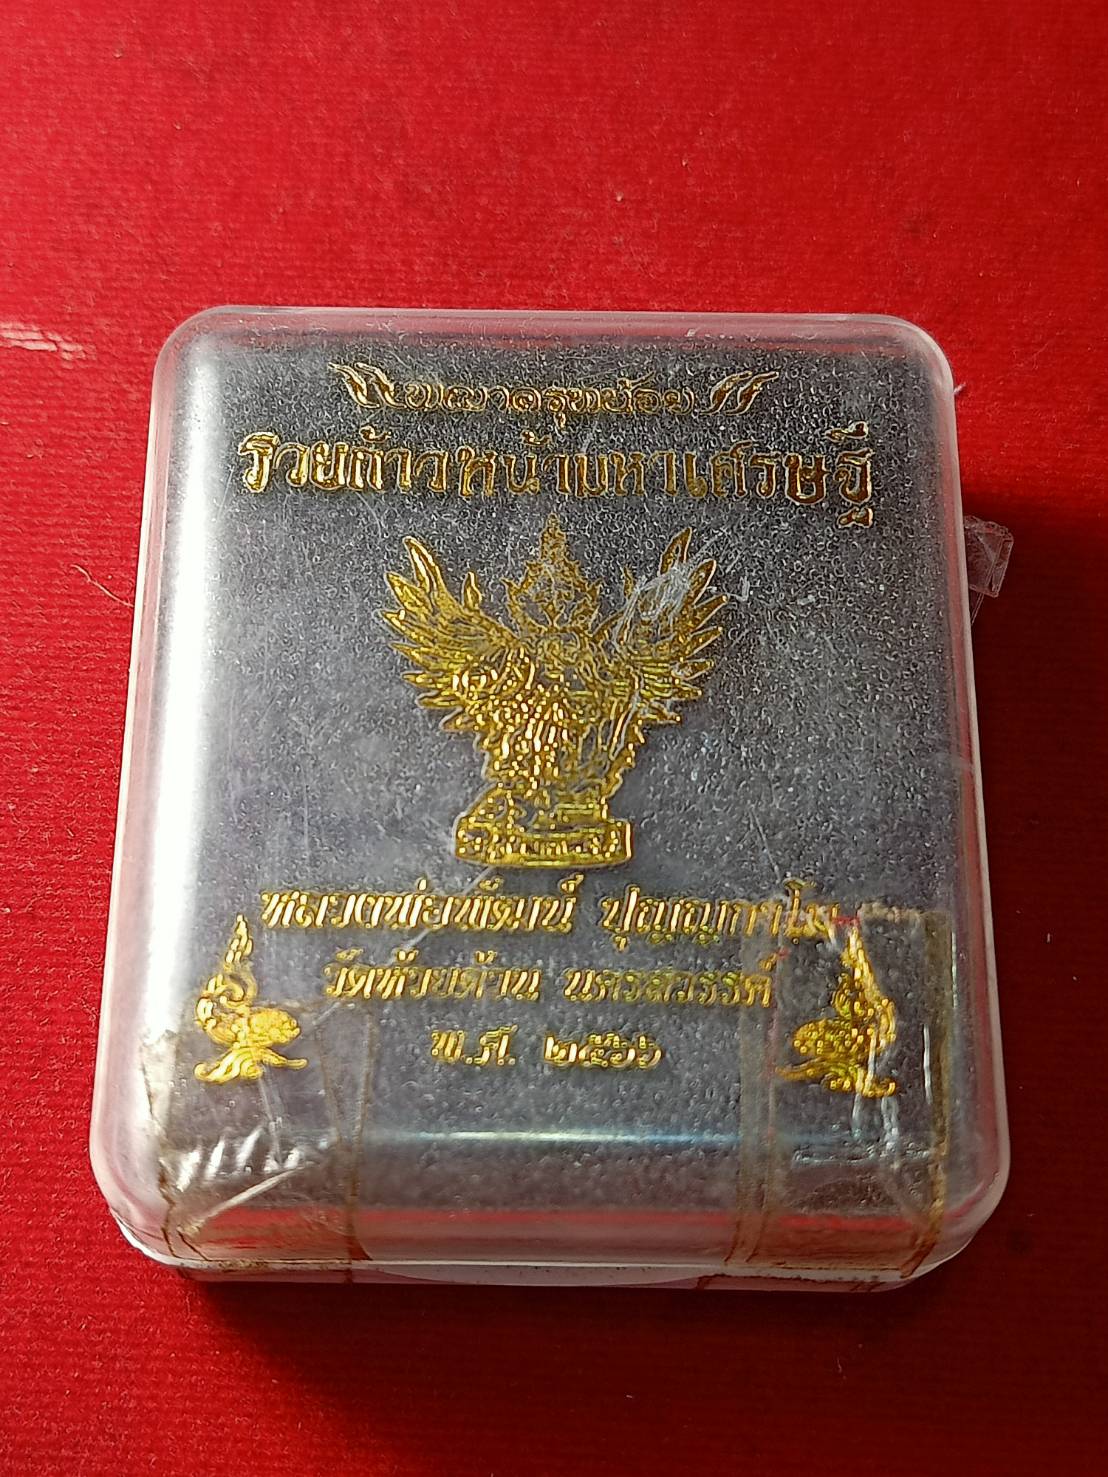 พญาครุฑน้อย
รวยก้าวหน้ามหาเศรษฐี
หลวงพ่อพัฒน์ ปุญญกาโม
วัดห้วยด้วน นครสวรรค์
พ.ศ. ๒๕๖๖